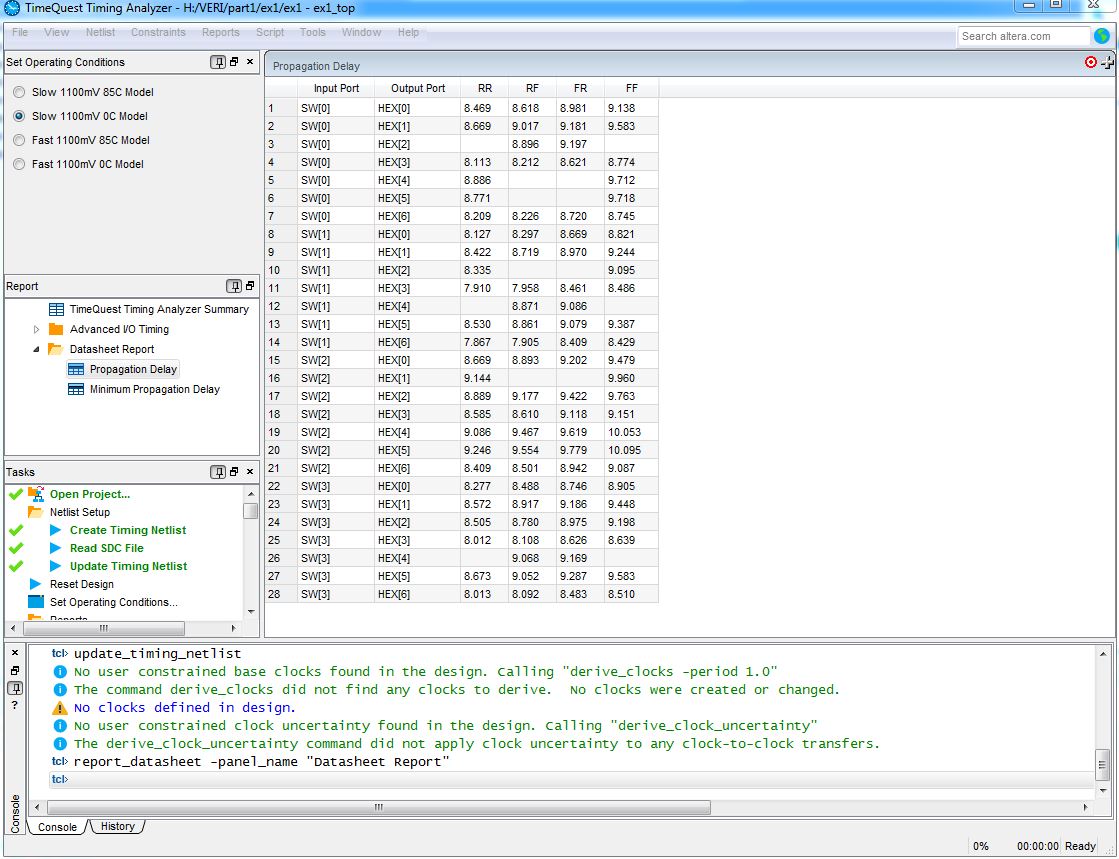 TimeQuest Timing Analyzer - H:/VERI/part1/ex1/ex1 - ex1_top
File View Netlist Constraints Reports Script Tools Window Help
Search altera.com
Set Operating Conditions
Slow 1100mV 85C Model
Slow 1100mV 0C Model
Fast 1100mV 85C Model
Fast 1100mV 0C Model
Report
TimeQuest Timing Analyzer Summary
Advanced I/O Timing
Datasheet Report
Propagation Delay
Minimum Propagation Delay
Tasks
Open Project...
Netlist Setup
Create Timing Netlist
Read SDC File
Update Timing Netlist
Reset Design
Set Operating Conditions...
Reports
Propagation Delay
Input Port Output Port RR RF FR FF
1 SW[0] HEX[0] 8.469 8.618 8.981 9.138
2 SW[0] HEX[1] 8.669 9.017 9.181 9.583
3 SW[0] HEX[2] 8.896 9.197
4 SW[0] HEX[3] 8.113 8.212 8.621 8.774
5 SW[0] HEX[4] 8.886 9.712
6 SW[0] HEX[5] 8.771 9.718
7 SW[0] HEX[6] 8.209 8.226 8.720 8.745
8 SW[1] HEX[0] 8.127 8.297 8.669 8.821
9 SW[1] HEX[1] 8.422 8.719 8.970 9.244
10 SW[1] HEX[2] 8.335 9.095
11 SW[1] HEX[3] 7.910 7.958 8.461 8.486
12 SW[1] HEX[4] 8.871 9.086
13 SW[1] HEX[5] 8.530 8.861 9.079 9.387
14 SW[1] HEX[6] 7.867 7.905 8.409 8.429
15 SW[2] HEX[0] 8.669 8.893 9.202 9.479
16 SW[2] HEX[1] 9.144 9.960
17 SW[2] HEX[2] 8.889 9.177 9.422 9.763
18 SW[2] HEX[3] 8.585 8.610 9.118 9.151
19 SW[2] HEX[4] 9.086 9.467 9.619 10.053
20 SW[2] HEX[5] 9.246 9.554 9.779 10.095
21 SW[2] HEX[6] 8.409 8.501 8.942 9.087
22 SW[3] HEX[0] 8.277 8.488 8.746 8.905
23 SW[3] HEX[1] 8.572 8.917 9.186 9.448
24 SW[3] HEX[2] 8.505 8.780 8.975 9.198
25 SW[3] HEX[3] 8.012 8.108 8.626 8.639
26 SW[3] HEX[4] 9.068 9.169
27 SW[3] HEX[5] 8.673 9.052 9.287 9.583
28 SW[3] HEX[6] 8.013 8.092 8.483 8.510
tcl> update_timing_netlist
No user constrained base clocks found in the design. Calling "derive_clocks -period 1.0"
The command derive_clocks did not find any clocks to derive.  No clocks were created or changed.
No clocks defined in design.
No user constrained clock uncertainty found in the design. Calling "derive_clock_uncertainty"
The derive_clock_uncertainty command did not apply clock uncertainty to any clock-to-clock transfers.
tcl> report_datasheet -panel_name "Datasheet Report"
tcl>
Console
Console History
0% 00:00:00 Ready